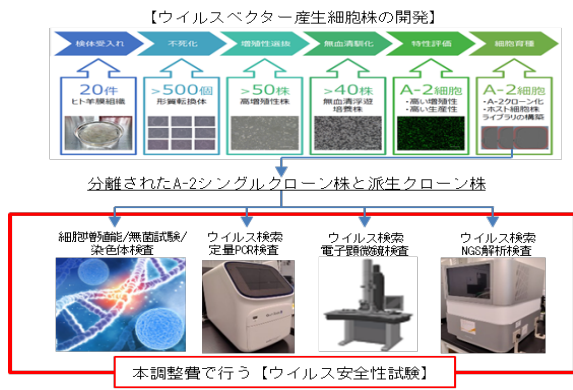 【ウイルスベクター産生細胞株の開発】
検体受入れ
不死化
増殖性選抜
無血清馴化
特性評価
細胞育種
20件
ヒト羊膜組織
>500個
形質転換体
>50株
高増殖性株
>40株
無血清浮遊
培養株
A-2細胞
・高い増殖性
・高い生産性
A-2細胞
・A-2クローン化
・ホスト細胞株
ライブラリの構築
分離されたA-2シングルクローン株と派生クローン株
細胞増殖能/無菌試験/
染色体検査
ウイルス検索
定量PCR検査
ウイルス検索
電子顕微鏡検査
ウイルス検索
NGS解析検査
本調整費で行う【ウイルス安全性試験】